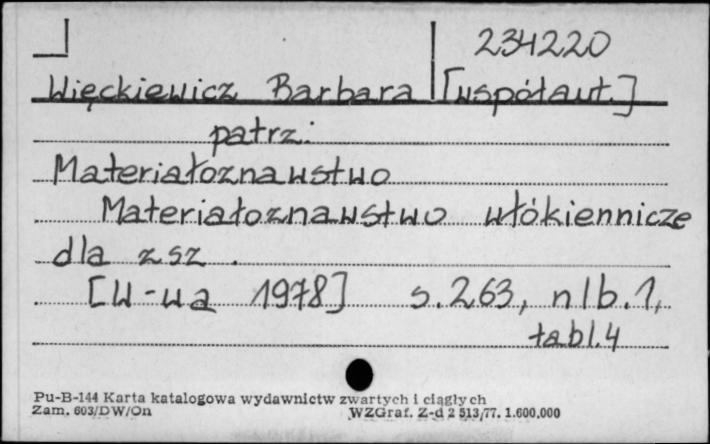 234220
Więckiewicz Barbara [współaut.]
patrz:
Materiałoznawstwo
Materiałoznawstwo włókiennicze
dla zsz.
[W-wa 1978] s. 263, nlb. 1,
tabl. 4
Pu-B-144 Karta katalogowa wydawnictw zwartych i ciągłych
Zam. 603/DW/On WZGraf. Z-d 2 513/77. 1.600.000